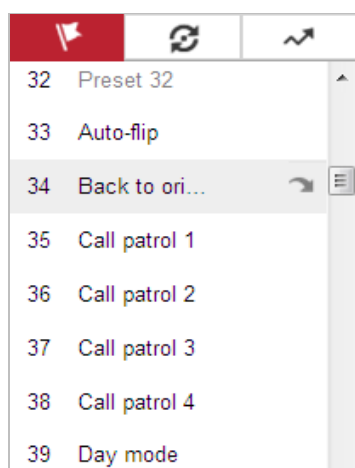 32 Preset 32
33 Auto-flip
34 Back to ori...
35 Call patrol 1
36 Call patrol 2
37 Call patrol 3
38 Call patrol 4
39 Day mode